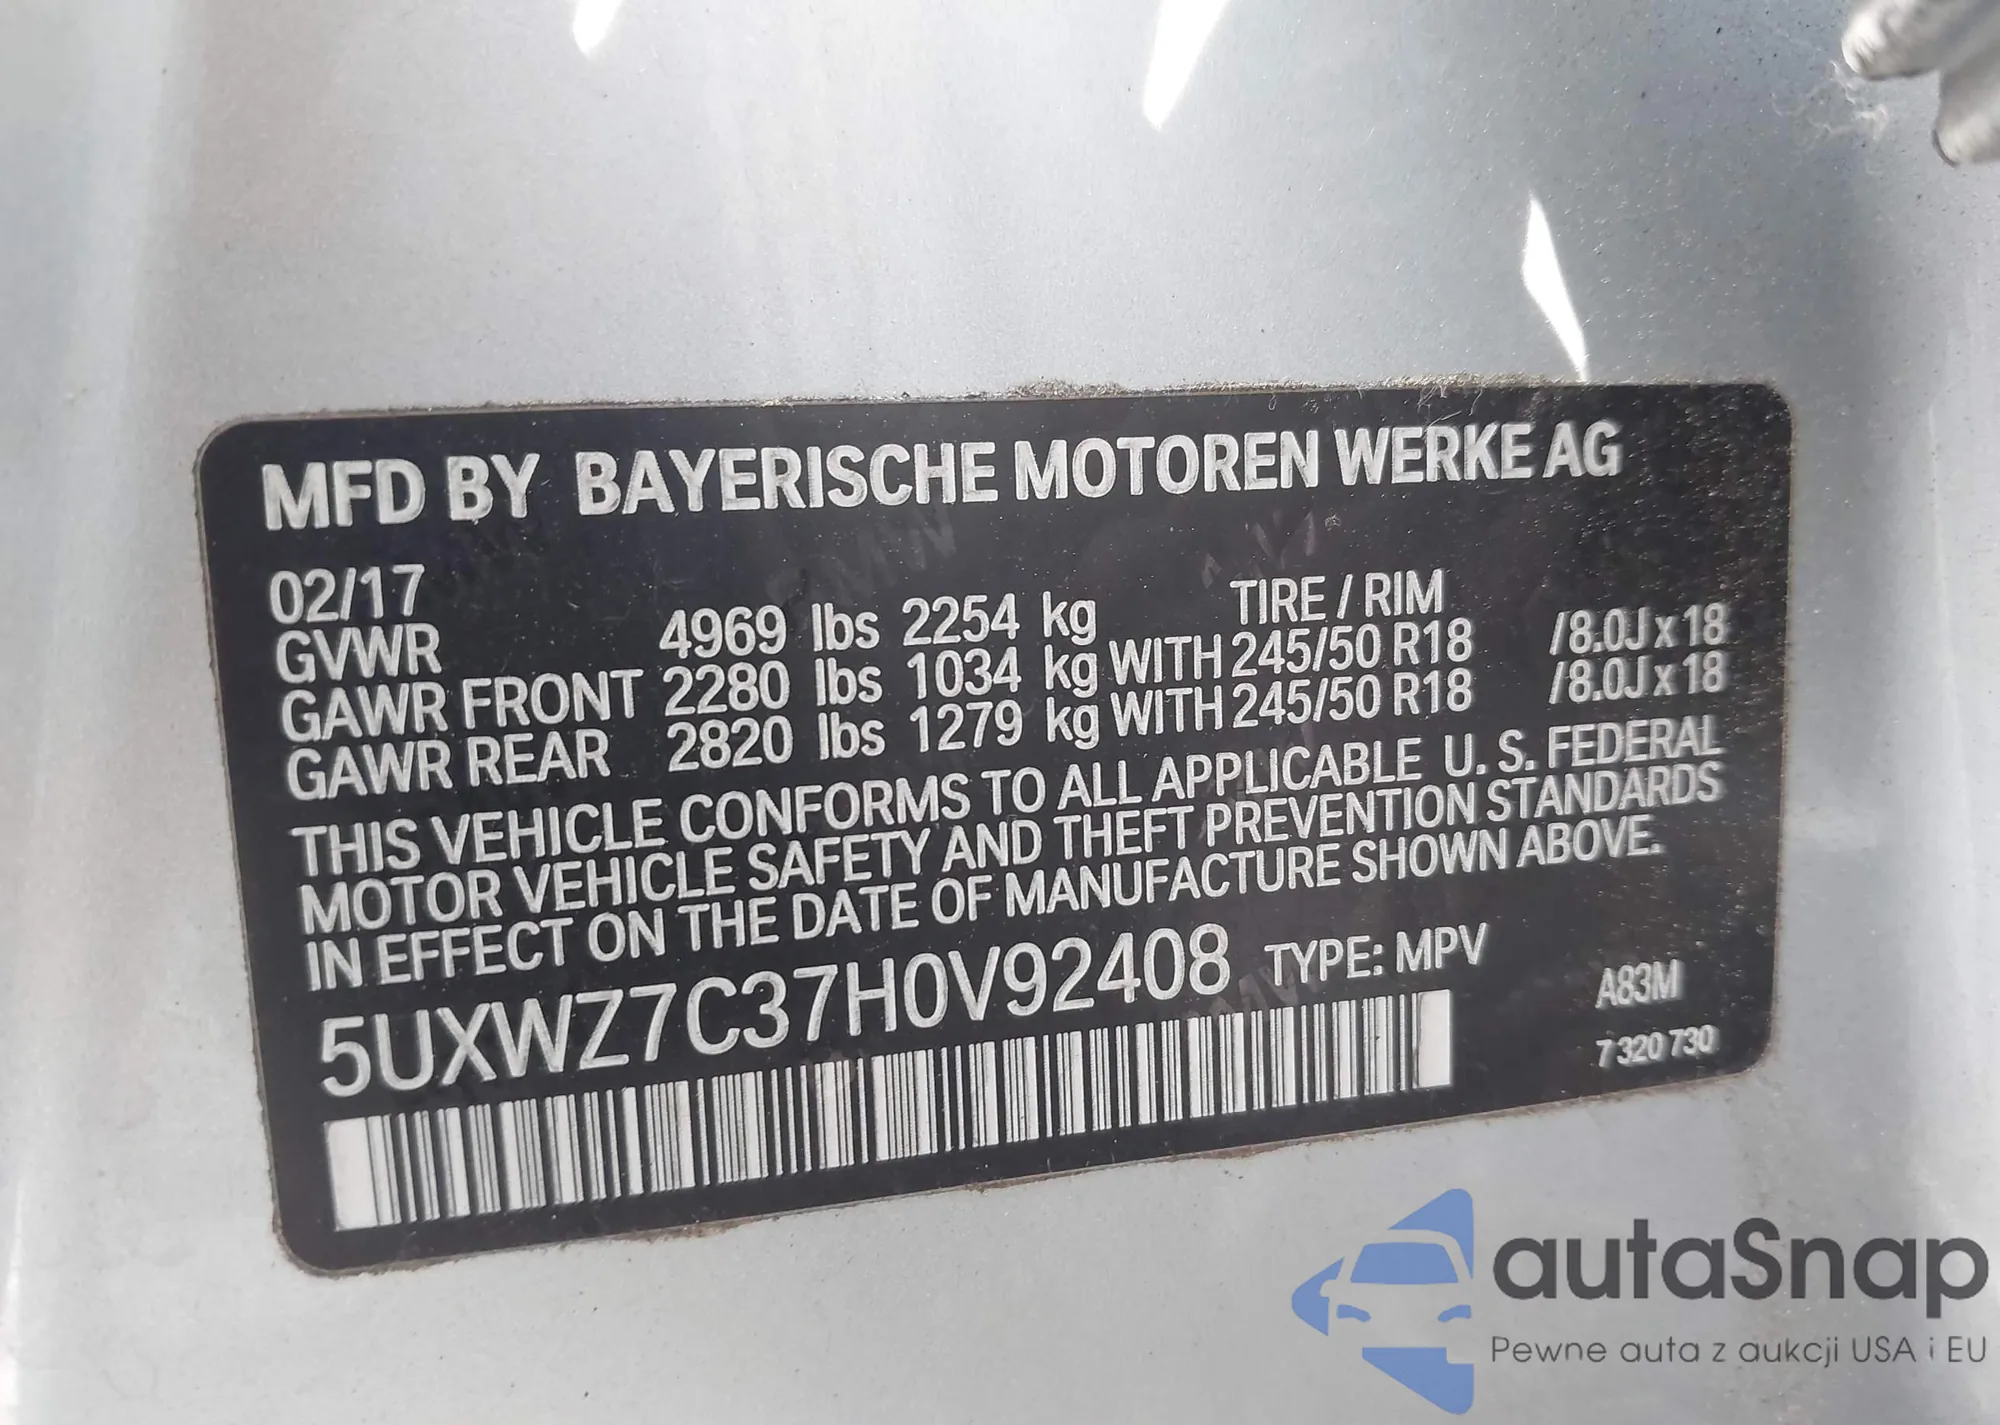 MFD BY BAYERISCHE MOTOREN WERKE AG
02/17 TIRE / RIM
GVWR 4969 lbs 2254 kg
GAWR FRONT 2280 lbs 1034 kg WITH 245/50 R18 /8.0J x 18
GAWR REAR 2820 lbs 1279 kg WITH 245/50 R18 /8.0J x 18
THIS VEHICLE CONFORMS TO ALL APPLICABLE U. S. FEDERAL
MOTOR VEHICLE SAFETY AND THEFT PREVENTION STANDARDS
IN EFFECT ON THE DATE OF MANUFACTURE SHOWN ABOVE.
5UXWZ7C37H0V92408 TYPE: MPV
A83M
7 320 730
autaSnap
Pewne auta z aukcji USA i EU